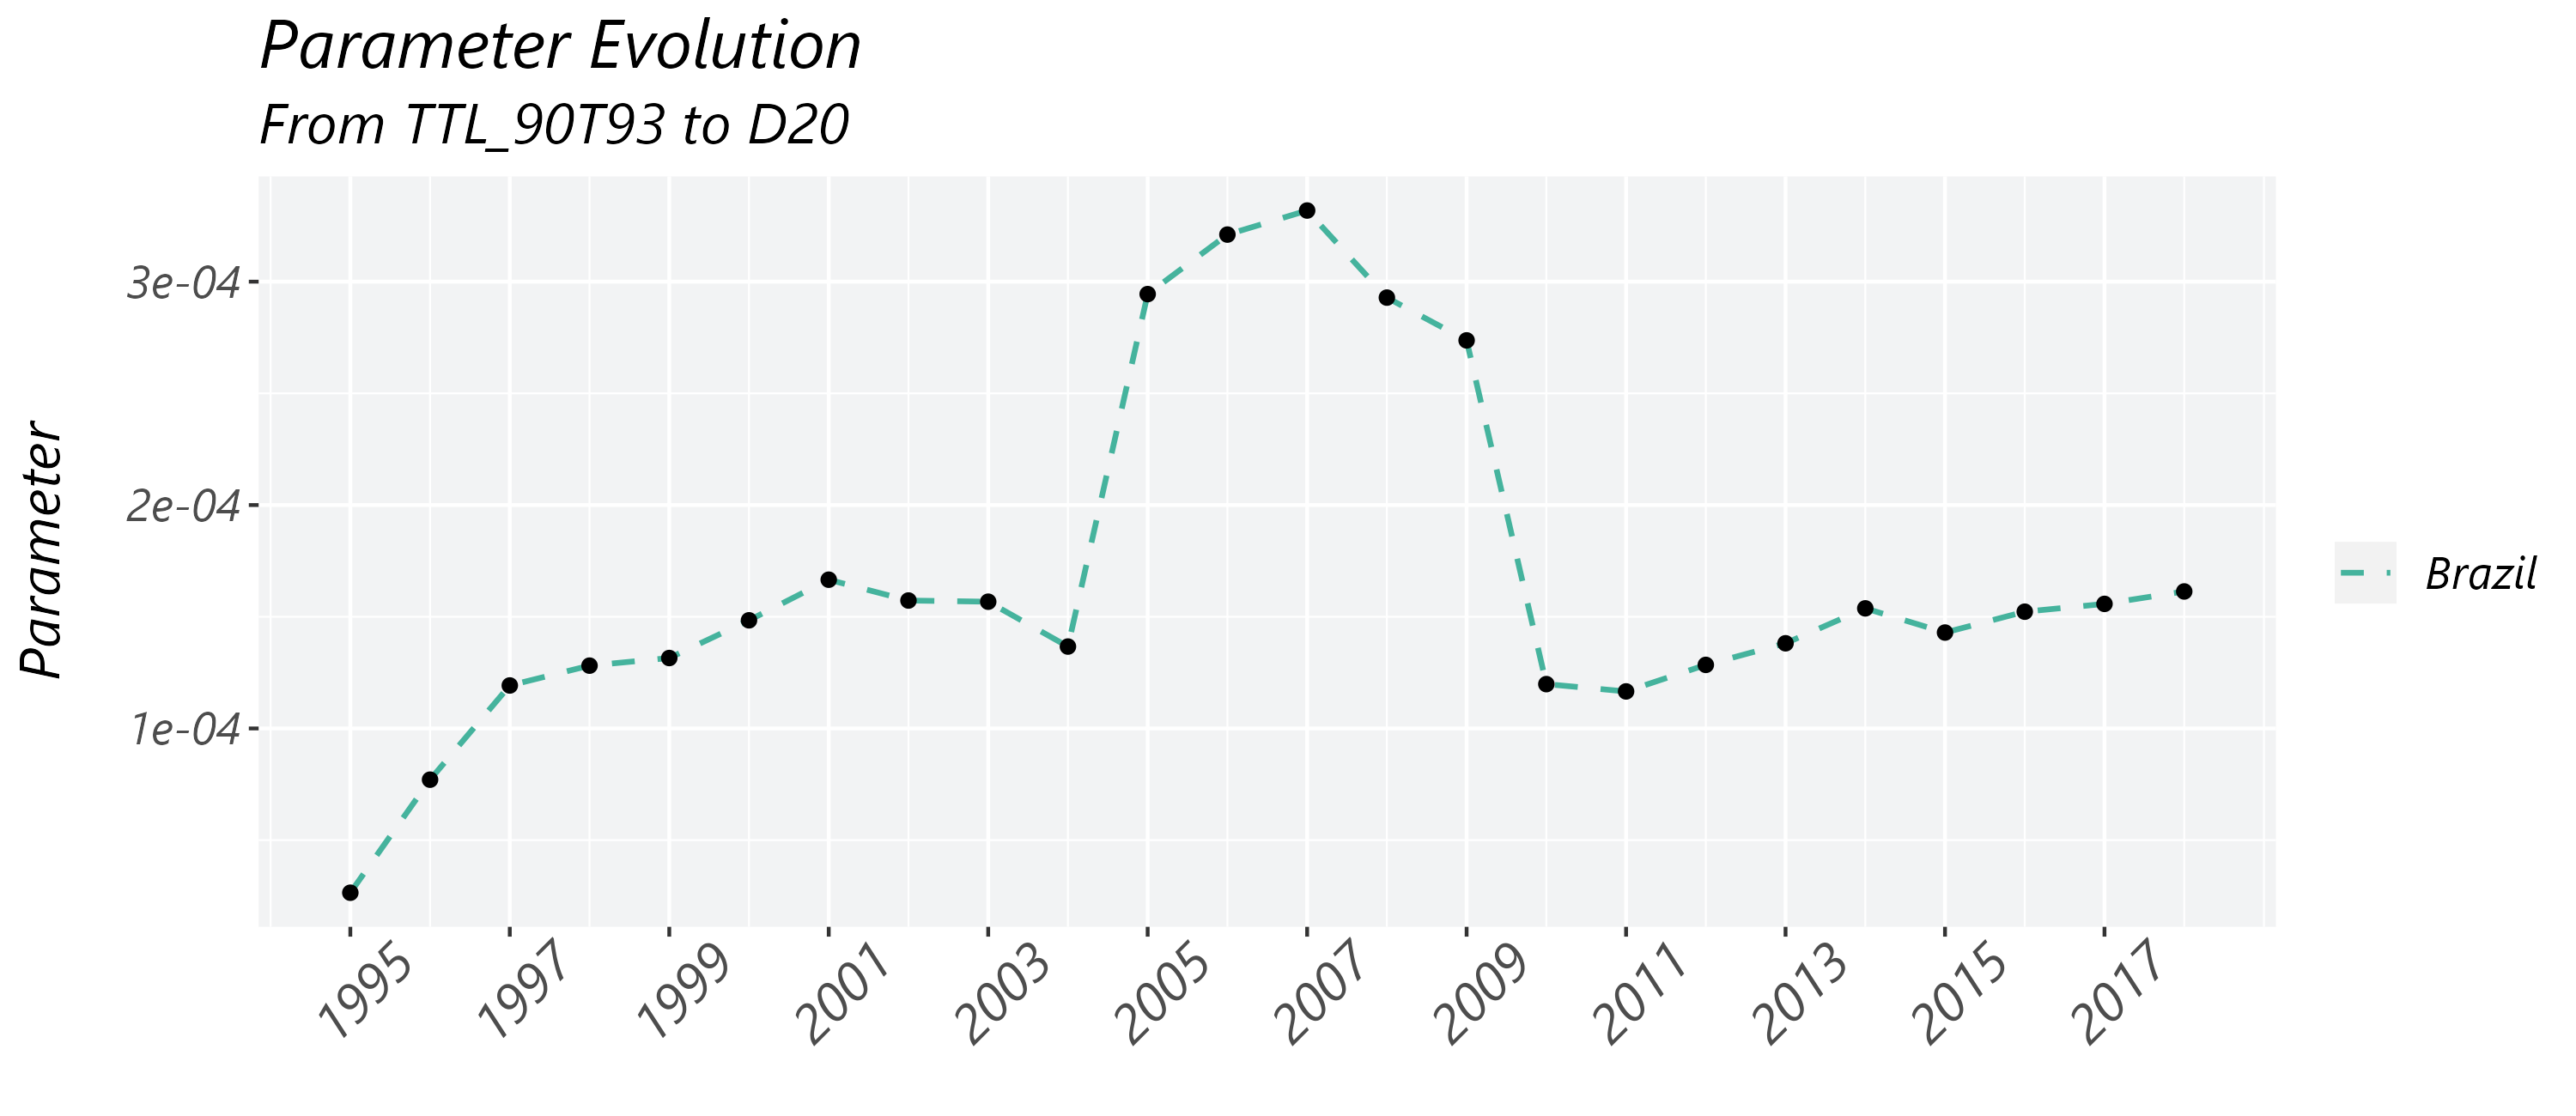 Parameter Evolution
From TTL_90T93 to D20
Parameter
3e-04
2e-04
1e-04
1995
1997
1999
2001
2003
2005
2007
2009
2011
2013
2015
2017
Brazil